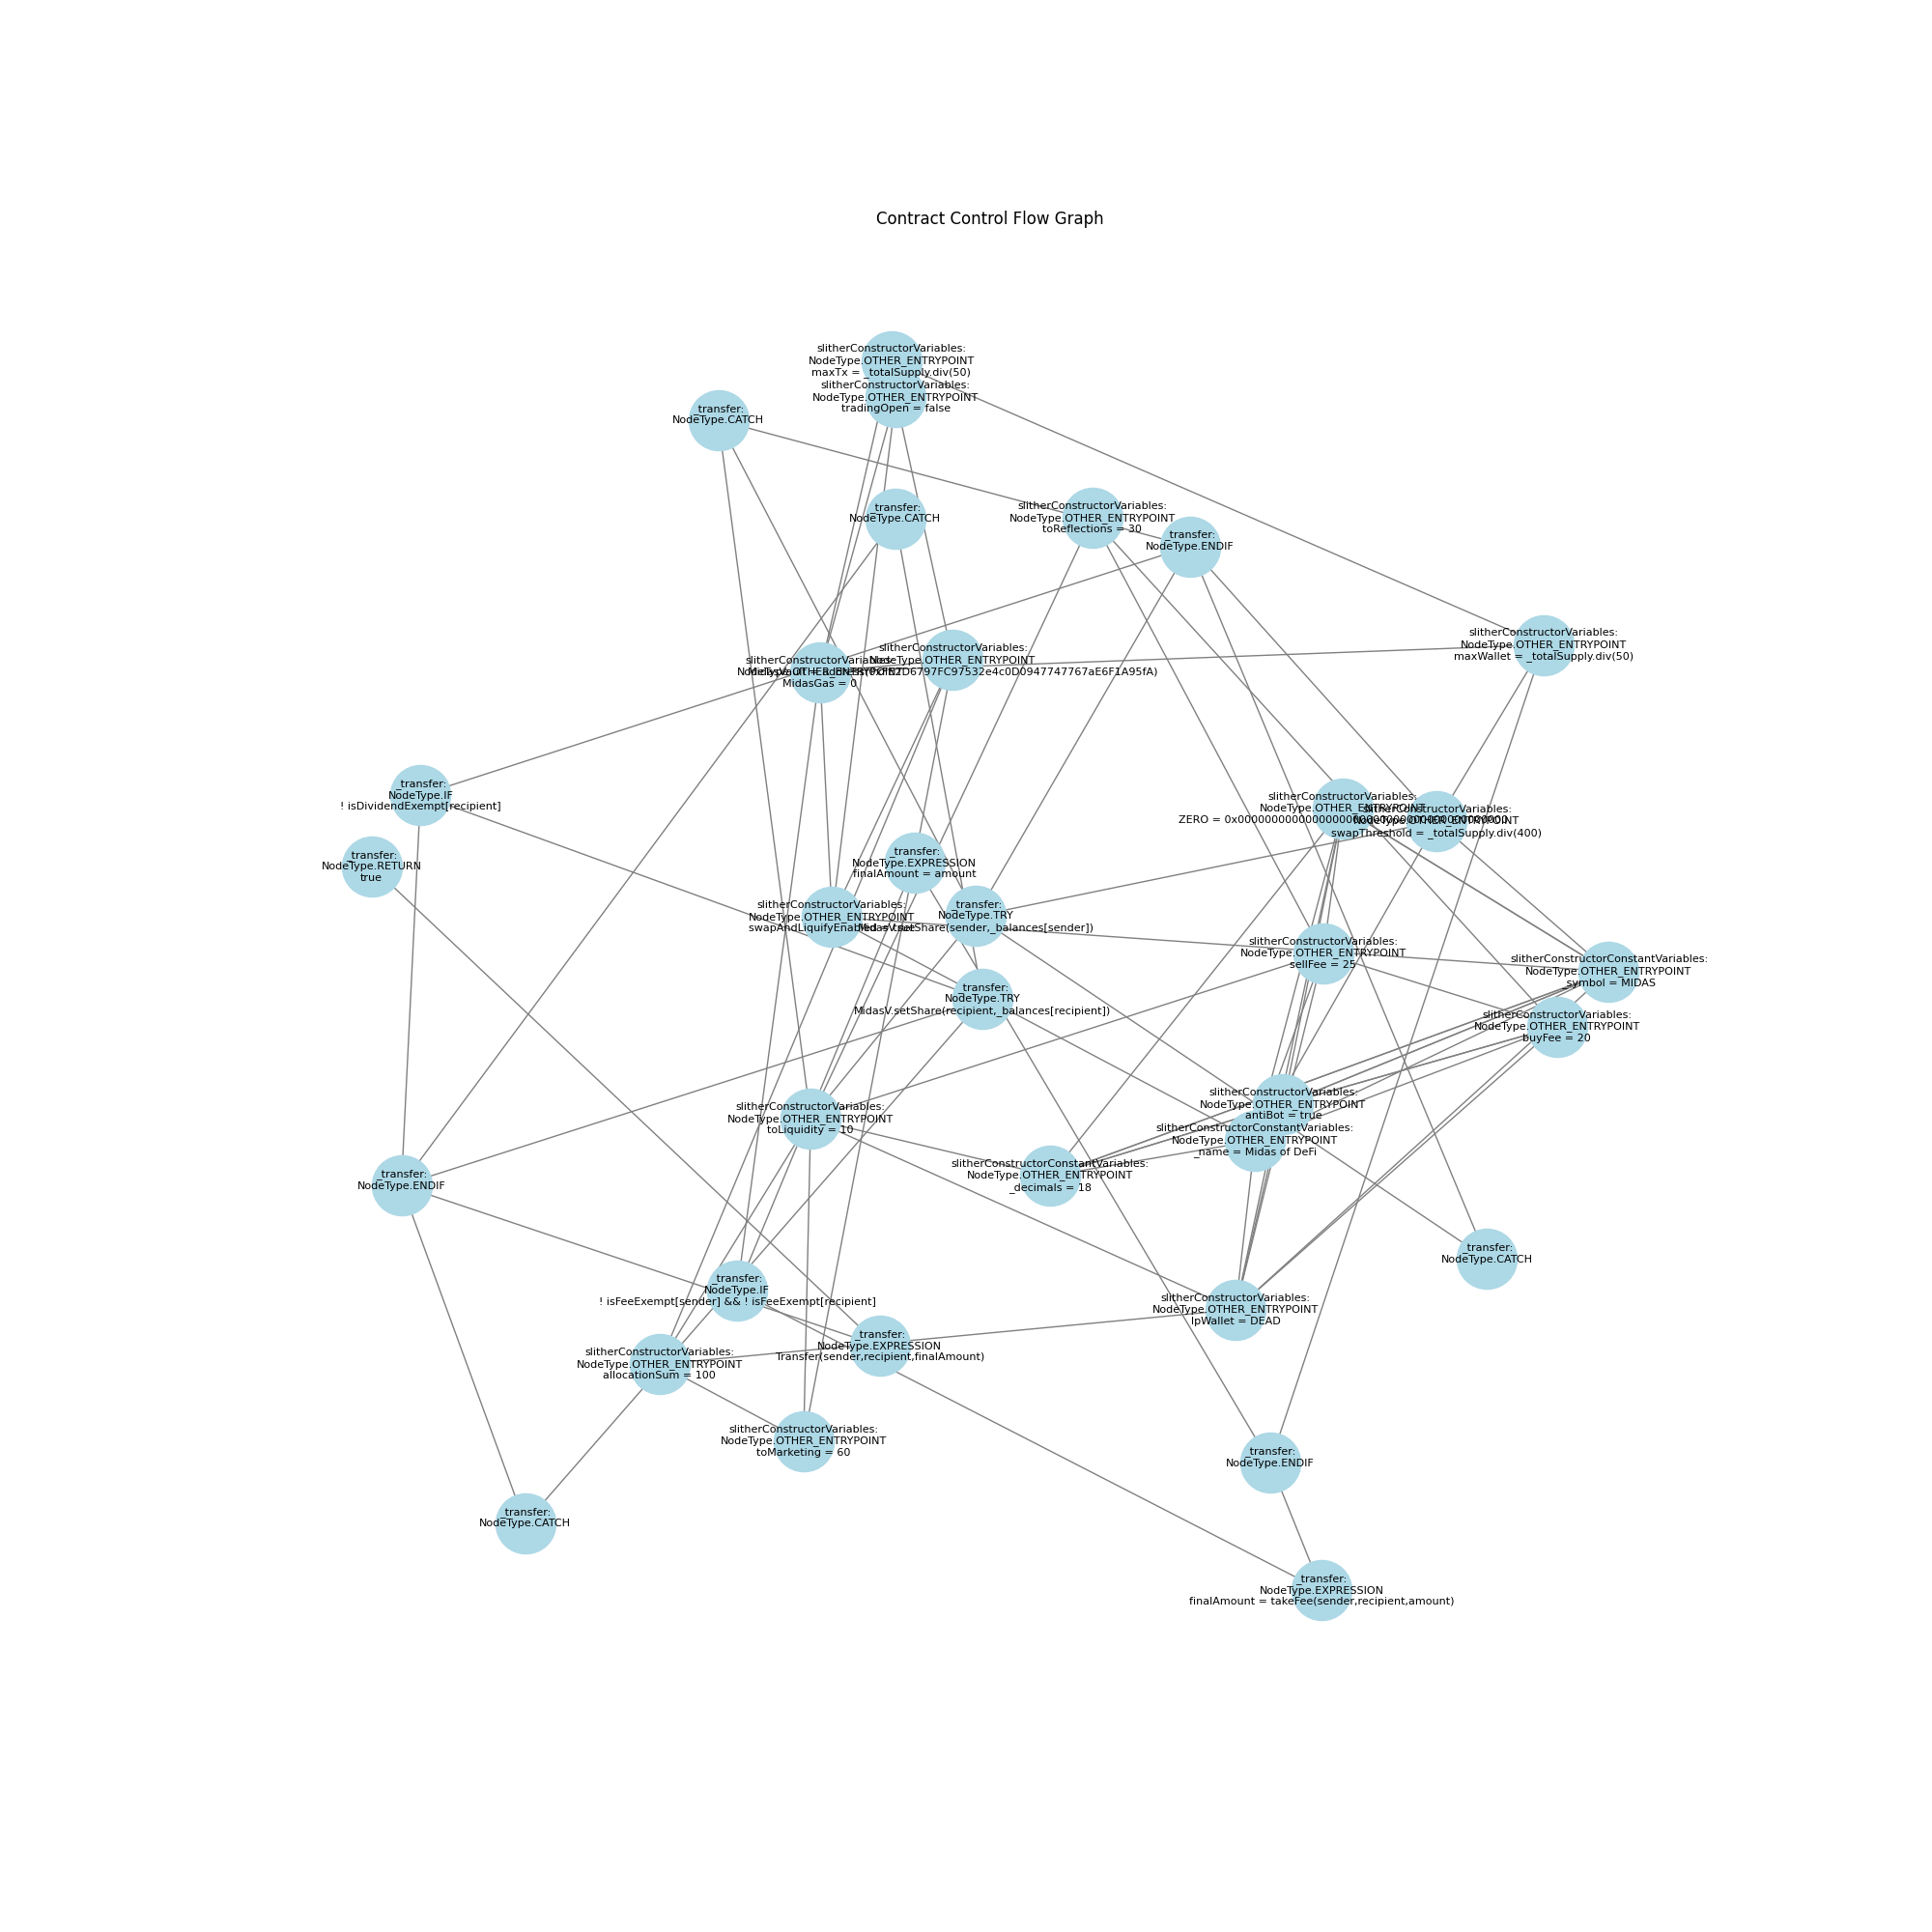 Contract Control Flow Graph
slitherConstructorVariables:
NodeType.OTHER_ENTRYPOINT
maxTx = _totalSupply.div(50)
slitherConstructorVariables:
NodeType.OTHER_ENTRYPOINT
tradingOpen = false
_transfer:
NodeType.CATCH
_transfer:
NodeType.CATCH
slitherConstructorVariables:
NodeType.OTHER_ENTRYPOINT
toReflections = 30
_transfer:
NodeType.ENDIF
slitherConstructorVariables:
NodeType.OTHER_ENTRYPOINT
maxWallet = _totalSupply.div(50)
slitherConstructorVariables:
NodeType.OTHER_ENTRYPOINT
MidasGas = 0
slitherConstructorVariables:
NodeType.OTHER_ENTRYPOINT
_transfer:
NodeType.IF
! isDividendExempt[recipient]
slitherConstructorVariables:
NodeType.OTHER_ENTRYPOINT
slitherConstructorVariables:
NodeType.OTHER_ENTRYPOINT
swapThreshold = _totalSupply.div(400)
_transfer:
NodeType.RETURN
true
_transfer:
NodeType.EXPRESSION
finalAmount = amount
slitherConstructorVariables:
NodeType.OTHER_ENTRYPOINT
swapAndLiquifyEnabled = true
_transfer:
NodeType.TRY
MidasV.setShare(sender,_balances[sender])
slitherConstructorVariables:
NodeType.OTHER_ENTRYPOINT
sellFee = 25
slitherConstructorConstantVariables:
NodeType.OTHER_ENTRYPOINT
_symbol = MIDAS
_transfer:
NodeType.TRY
MidasV.setShare(recipient,_balances[recipient])
slitherConstructorVariables:
NodeType.OTHER_ENTRYPOINT
buyFee = 20
slitherConstructorVariables:
NodeType.OTHER_ENTRYPOINT
antiBot = true
slitherConstructorVariables:
NodeType.OTHER_ENTRYPOINT
toLiquidity = 10
slitherConstructorConstantVariables:
NodeType.OTHER_ENTRYPOINT
_name = Midas of DeFi
slitherConstructorConstantVariables:
NodeType.OTHER_ENTRYPOINT
_decimals = 18
_transfer:
NodeType.ENDIF
_transfer:
NodeType.CATCH
_transfer:
NodeType.IF
! isFeeExempt[sender] && ! isFeeExempt[recipient]
slitherConstructorVariables:
NodeType.OTHER_ENTRYPOINT
lpWallet = DEAD
_transfer:
NodeType.EXPRESSION
Transfer(sender,recipient,finalAmount)
slitherConstructorVariables:
NodeType.OTHER_ENTRYPOINT
allocationSum = 100
slitherConstructorVariables:
NodeType.OTHER_ENTRYPOINT
toMarketing = 60
_transfer:
NodeType.ENDIF
_transfer:
NodeType.CATCH
_transfer:
NodeType.EXPRESSION
finalAmount = takeFee(sender,recipient,amount)